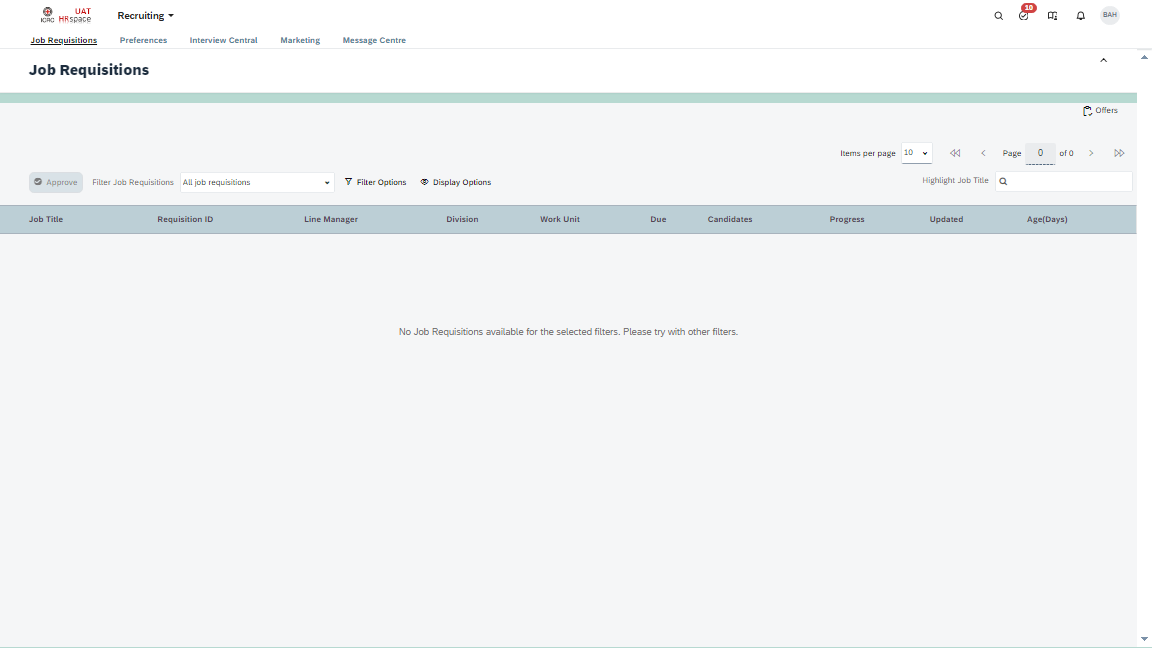 ICRC
UAT
HRspace
Recruiting
10
BAH
Job Requisitions
Preferences
Interview Central
Marketing
Message Centre
Job Requisitions
Offers
Items per page
10
Page
0
of 0
Approve
Filter Job Requisitions
All job requisitions
Filter Options
Display Options
Highlight Job Title
Job Title
Requisition ID
Line Manager
Division
Work Unit
Due
Candidates
Progress
Updated
Age(Days)
No Job Requisitions available for the selected filters. Please try with other filters.